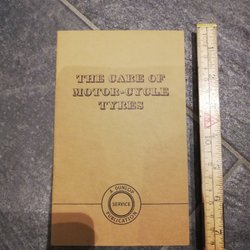 THE CARE OF
MOTOR-CYCLE
TYRES
A DUNLOP
SERVICE
PUBLICATION